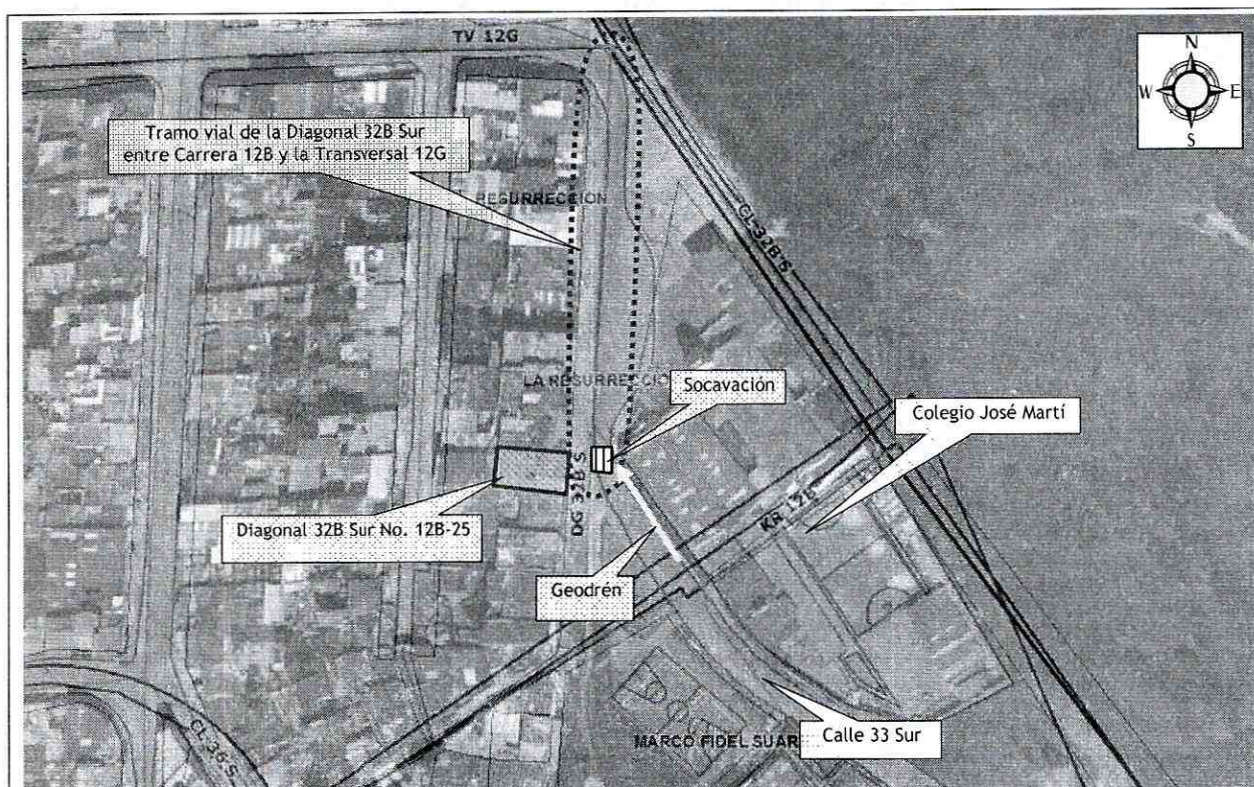 TV 12G
N
W E
S
Tramo vial de la Diagonal 32B Sur
entre Carrera 12B y la Transversal 12G
RESURRECCION
CL 32B S
LA RESURRECCIO
Socavación
Colegio José Martí
DG 32B S
KR 12B
Diagonal 32B Sur No. 12B-25
Geodrén
Calle 33 Sur
MARCO FIDEL SUAR
CL 36 S